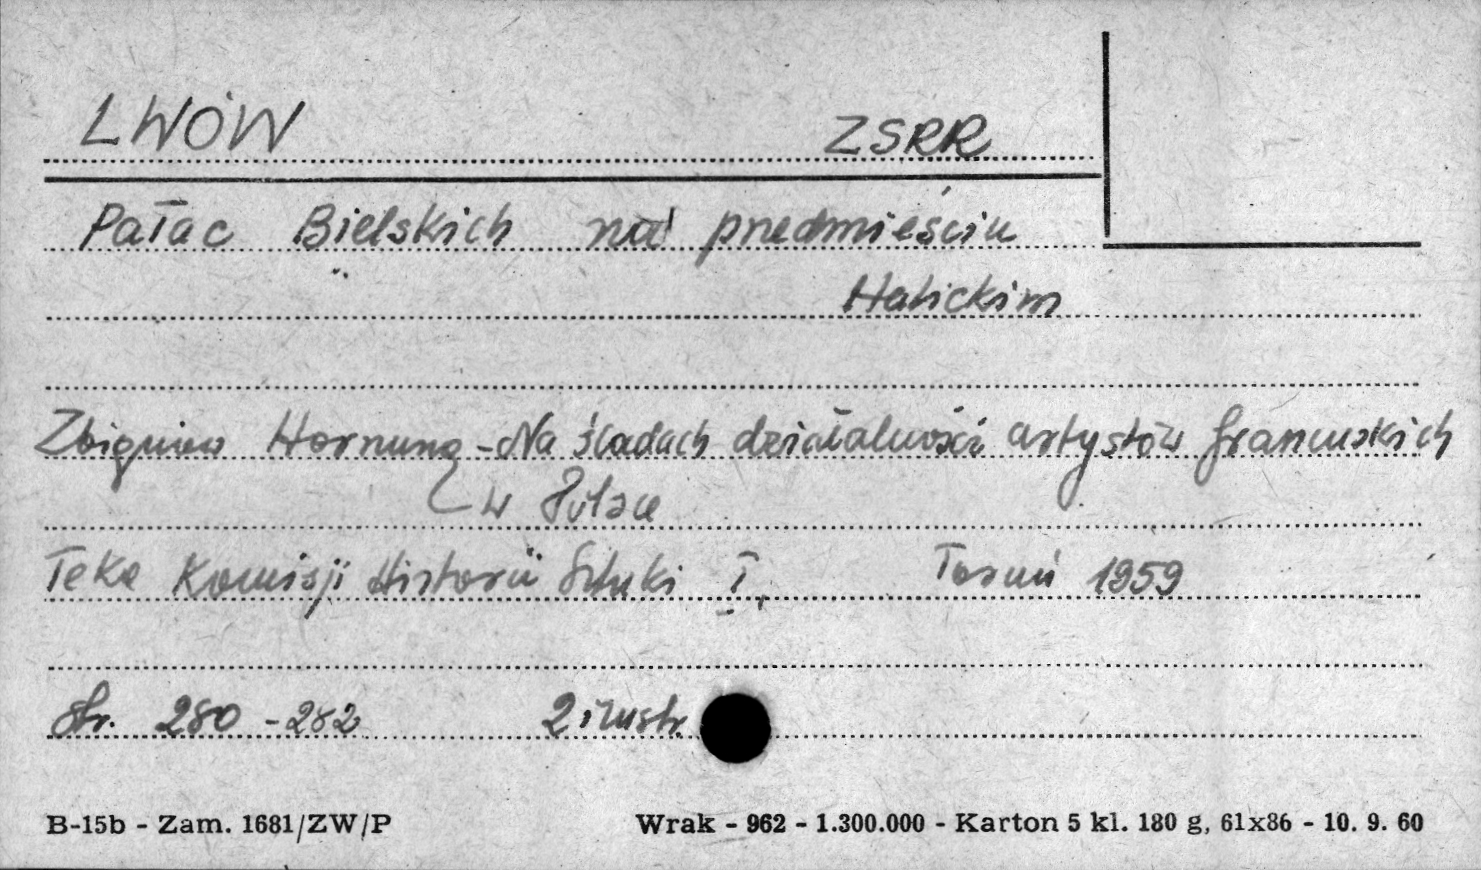 LWÓW ZSRR
Pałac Bielskich na przedmieściu
Halickim
Zbigniew Hornung - Na śladach działalności artystów francuskich
w Polsce
Teka Komisji Historii Sztuki I, Toruń 1959
Str. 280 - 282 2 ilustr.
B-15b - Zam. 1681/ZW/P Wrak - 962 - 1.300.000 - Karton 5 kl. 180 g, 61x86 - 10. 9. 60